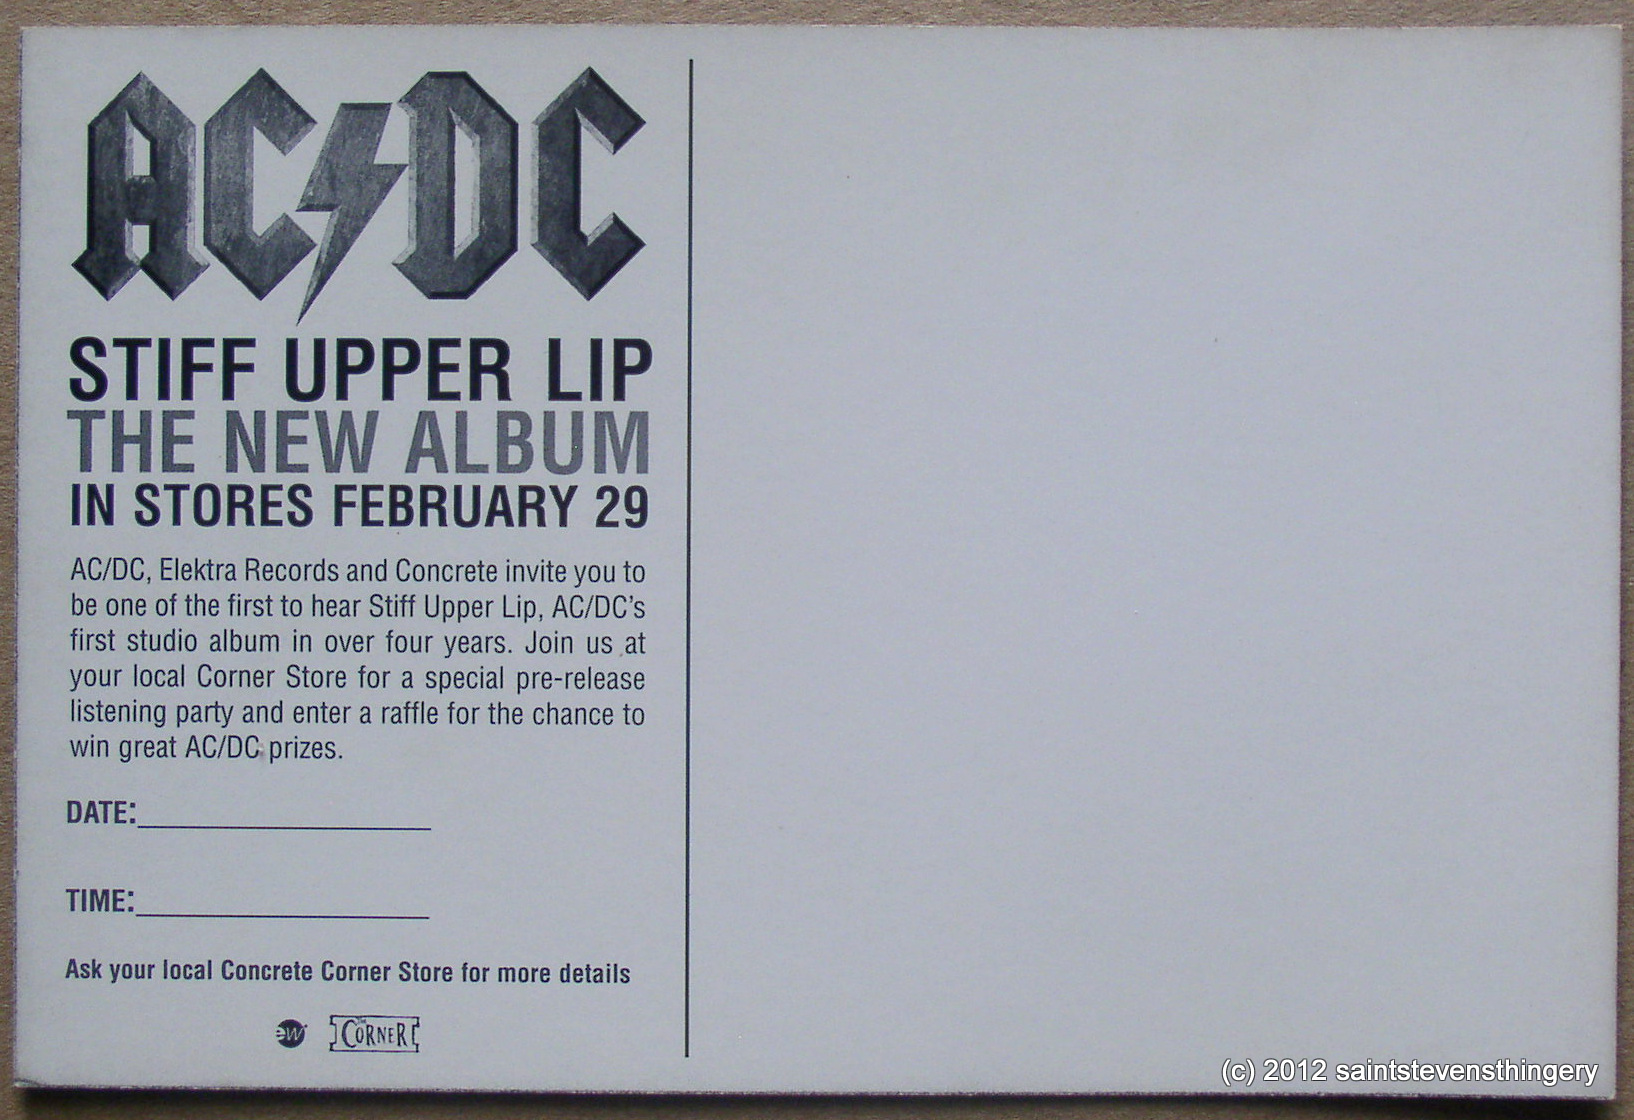 AC/DC
STIFF UPPER LIP
THE NEW ALBUM
IN STORES FEBRUARY 29
AC/DC, Elektra Records and Concrete invite you to
be one of the first to hear Stiff Upper Lip, AC/DC's
first studio album in over four years. Join us at
your local Corner Store for a special pre-release
listening party and enter a raffle for the chance to
win great AC/DC prizes.
DATE:
TIME:
Ask your local Concrete Corner Store for more details
ew
The CORNER
(c) 2012 saintstevensthingery